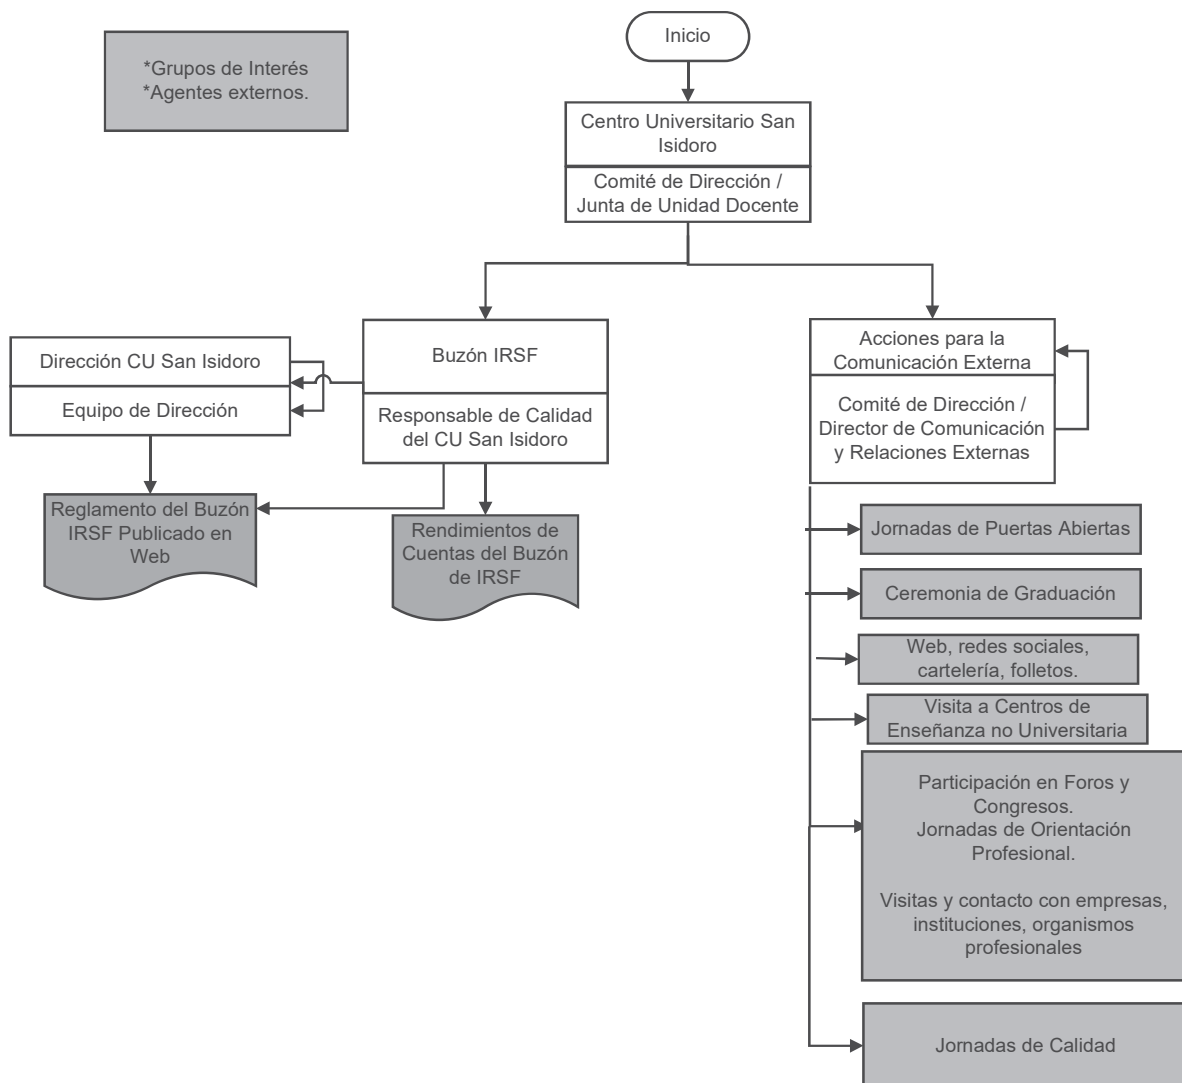 Inicio
*Grupos de Interés
*Agentes externos.
Centro Universitario San
Isidoro
Comité de Dirección /
Junta de Unidad Docente
Dirección CU San Isidoro
Equipo de Dirección
Buzón IRSF
Responsable de Calidad
del CU San Isidoro
Acciones para la
Comunicación Externa
Comité de Dirección /
Director de Comunicación
y Relaciones Externas
Reglamento del Buzón
IRSF Publicado en
Web
Rendimientos de
Cuentas del Buzón
de IRSF
Jornadas de Puertas Abiertas
Ceremonia de Graduación
Web, redes sociales,
cartelería, folletos.
Visita a Centros de
Enseñanza no Universitaria
Participación en Foros y
Congresos.
Jornadas de Orientación
Profesional.
Visitas y contacto con empresas,
instituciones, organismos
profesionales
Jornadas de Calidad